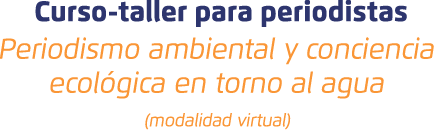 Curso-taller para periodistas
Periodismo ambiental y conciencia
ecológica en torno al agua
(modalidad virtual)